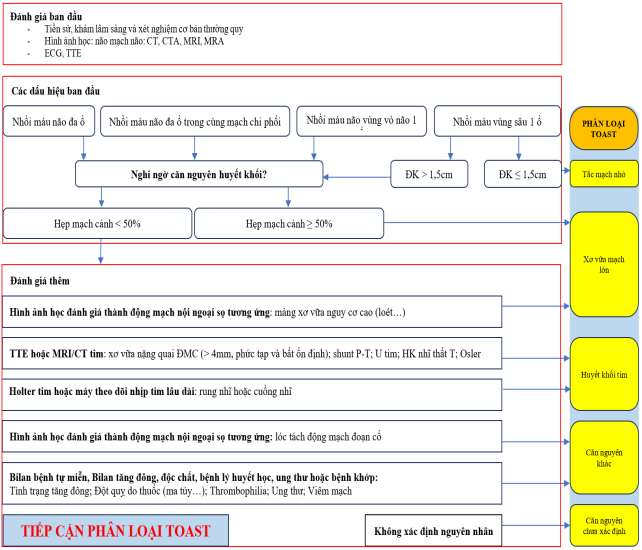 Đánh giá ban đầu
- Tiền sử, khám lâm sàng và xét nghiệm cơ bản thường quy
- Hình ảnh học: não mạch não: CT, CTA, MRI, MRA
- ECG, TTE
Các dấu hiệu ban đầu
Nhồi máu não đa ổ
Nhồi máu não đa ổ trong cùng mạch chi phối
Nhồi máu não vùng vỏ não 1
Nhồi máu vùng sâu 1 ổ
PHÂN LOẠI
TOAST
Nghi ngờ căn nguyên huyết khối?
ĐK > 1,5cm
ĐK ≤ 1,5cm
Tắc mạch nhỏ
Hẹp mạch cảnh < 50%
Hẹp mạch cảnh ≥ 50%
Xơ vữa mạch
lớn
Đánh giá thêm
Hình ảnh học đánh giá thành động mạch nội ngoại sọ tương ứng: mảng xơ vữa nguy cơ cao (loét…)
TTE hoặc MRI/CT tim: xơ vữa nặng quai ĐMC (> 4mm, phức tạp và bất ổn định); shunt P-T; U tim; HK nhĩ thất T; Osler
Huyết khối tim
Holter tim hoặc máy theo dõi nhịp tim lâu dài: rung nhĩ hoặc cuồng nhĩ
Hình ảnh học đánh giá thành động mạch nội ngoại sọ tương ứng: lóc tách động mạch đoạn cổ
Căn nguyên
khác
Bilan bệnh tự miễn, Bilan tăng đông, độc chất, bệnh lý huyết học, ung thư hoặc bệnh khớp:
Tình trạng tăng đông; Đột quỵ do thuốc (ma túy…); Thrombophilia; Ung thư; Viêm mạch
TIẾP CẬN PHÂN LOẠI TOAST
Không xác định nguyên nhân
Căn nguyên
chưa xác định